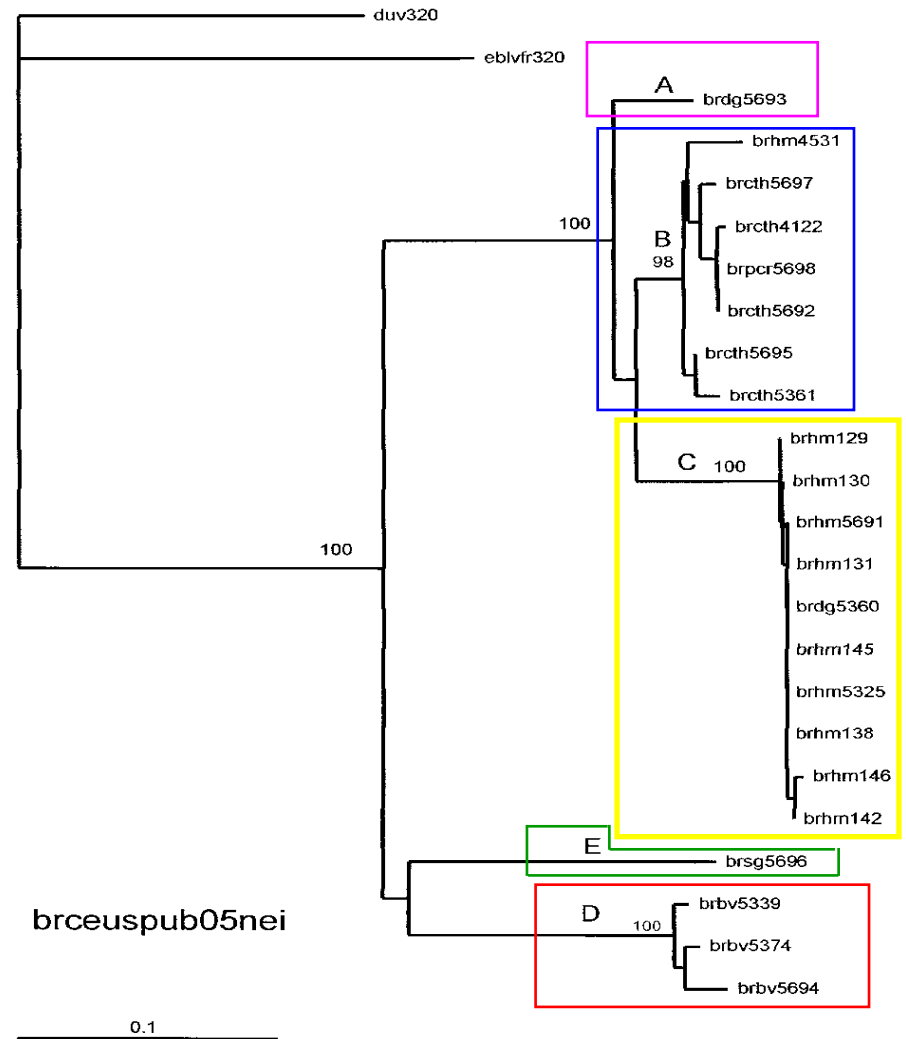 duv320
eblvfr320
A
brdg5693
brhm4531
brcth5697
100
brcth4122
B
98
brpcr5698
brcth5692
brcth5695
brcth5361
brhm129
C 100
brhm130
brhm5691
100
brhm131
brdg5360
brhm145
brhm5325
brhm138
brhm146
brhm142
E
brsg5696
brbv5339
D
100
brceuspub05nei
brbv5374
brbv5694
0.1